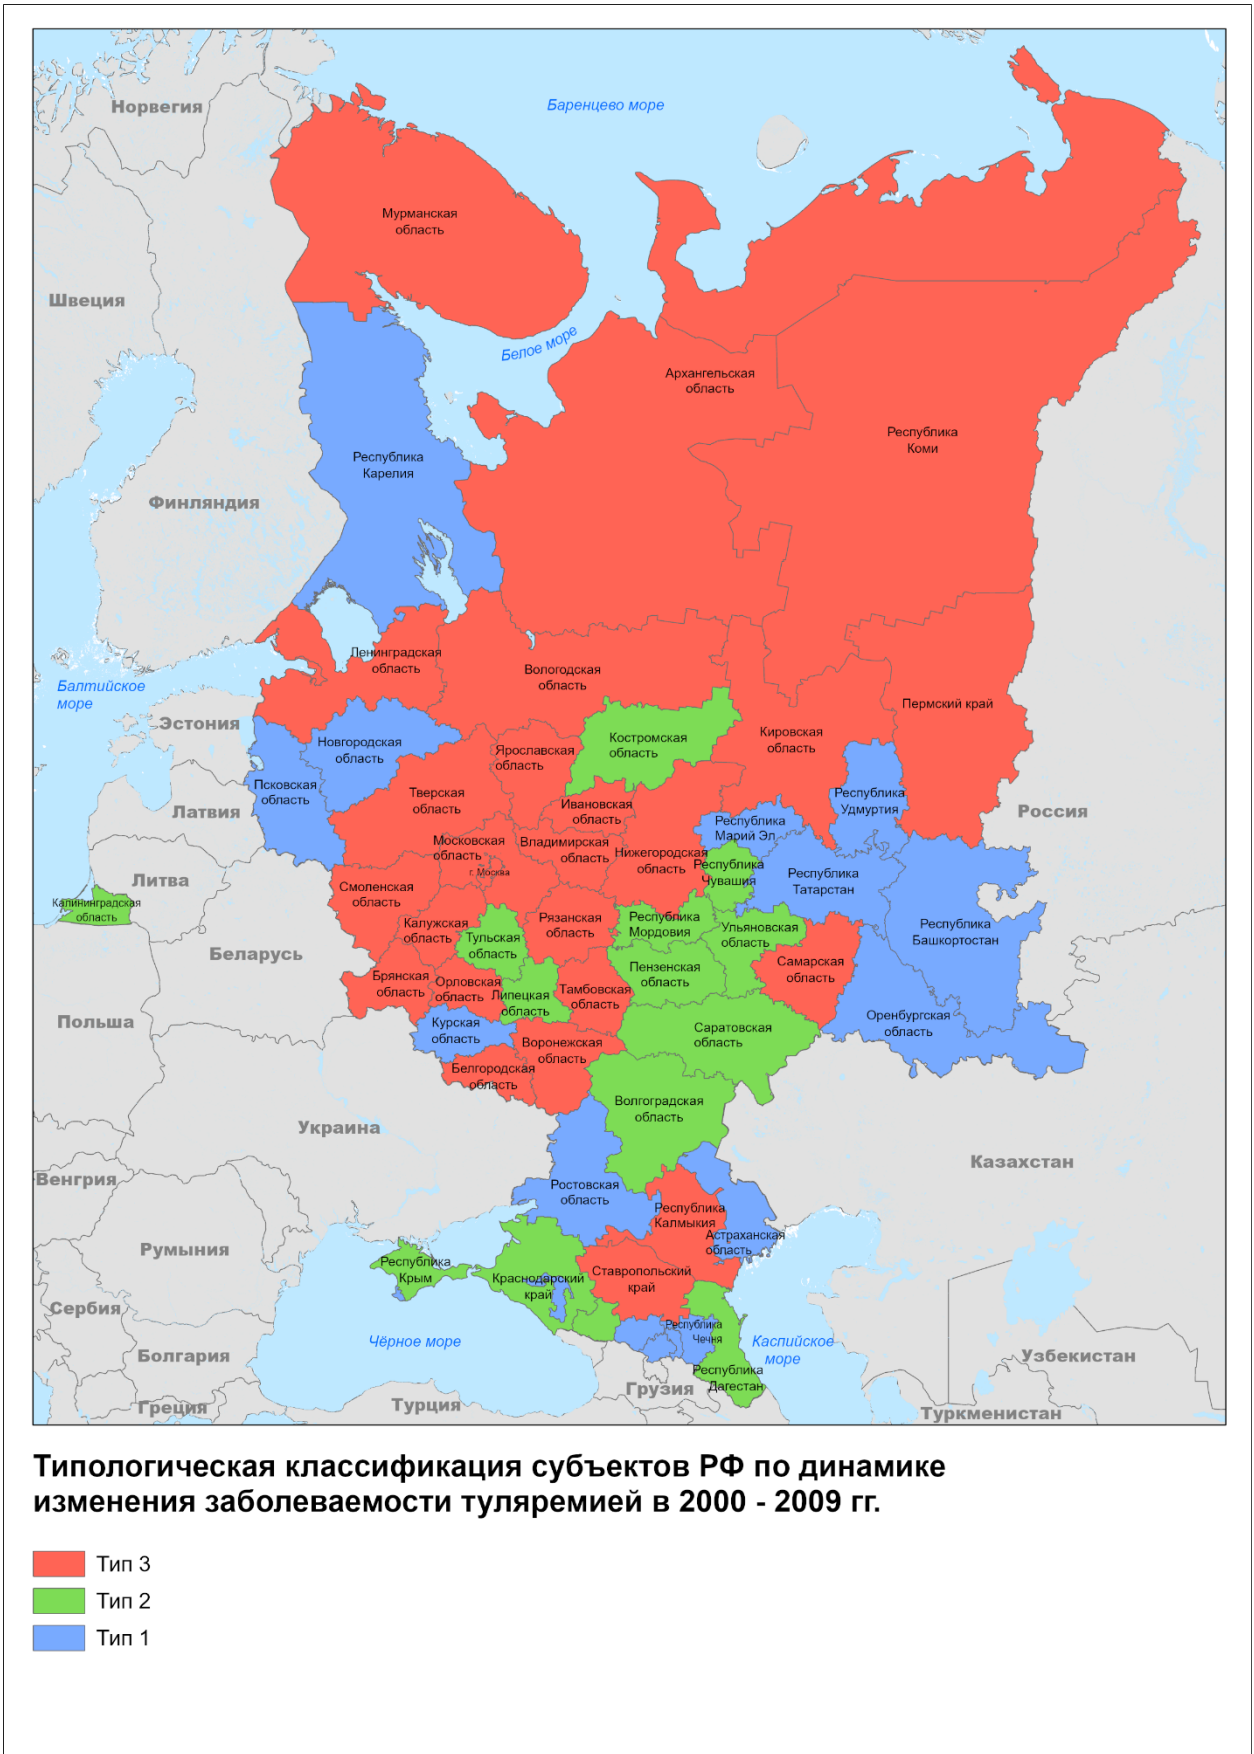 Норвегия
Баренцево море
Мурманская
область
Швеция
Белое море
Архангельская
область
Республика
Коми
Республика
Карелия
Финляндия
Ленинградская
область
Вологодская
область
Балтийское
море
Пермский край
Эстония
Новгородская
область
Ярославская
область
Костромская
область
Кировская
область
Псковская
область
Тверская
область
Ивановская
область
Республика
Удмуртия
Латвия
Россия
Московская
область
г. Москва
Владимирская
область
Нижегородская
область
Республика
Марий Эл
Республика
Чувашия
Республика
Татарстан
Литва
Калининградская
область
Смоленская
область
Калужская
область
Тульская
область
Рязанская
область
Республика
Мордовия
Ульяновская
область
Республика
Башкортостан
Беларусь
Брянская
область
Орловская
область
Липецкая
область
Тамбовская
область
Пензенская
область
Самарская
область
Польша
Курская
область
Воронежская
область
Саратовская
область
Оренбургская
область
Белгородская
область
Волгоградская
область
Украина
Казахстан
Венгрия
Ростовская
область
Республика
Калмыкия
Астраханская
область
Румыния
Республика
Крым
Краснодарский
край
Ставропольский
край
Сербия
Чёрное море
Республика
Чечня
Каспийское
море
Болгария
Узбекистан
Республика
Дагестан
Грузия
Греция
Турция
Туркменистан
Типологическая классификация субъектов РФ по динамике
изменения заболеваемости туляремией в 2000 - 2009 гг.
Тип 3
Тип 2
Тип 1